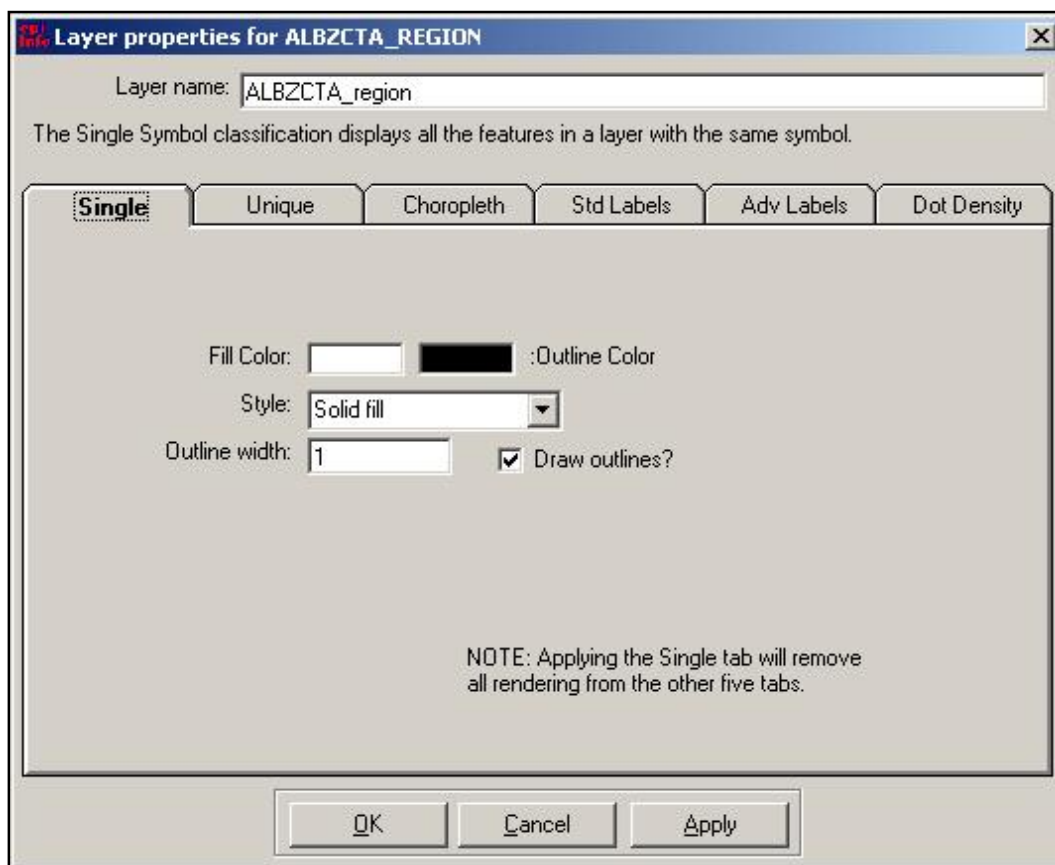 Epi Info Layer properties for ALBZCTA_REGION
Layer name: ALBZCTA_region
The Single Symbol classification displays all the features in a layer with the same symbol.
Single Unique Choropleth Std Labels Adv Labels Dot Density
Fill Color: :Outline Color
Style: Solid fill
Outline width: 1 Draw outlines?
NOTE: Applying the Single tab will remove
all rendering from the other five tabs.
OK Cancel Apply